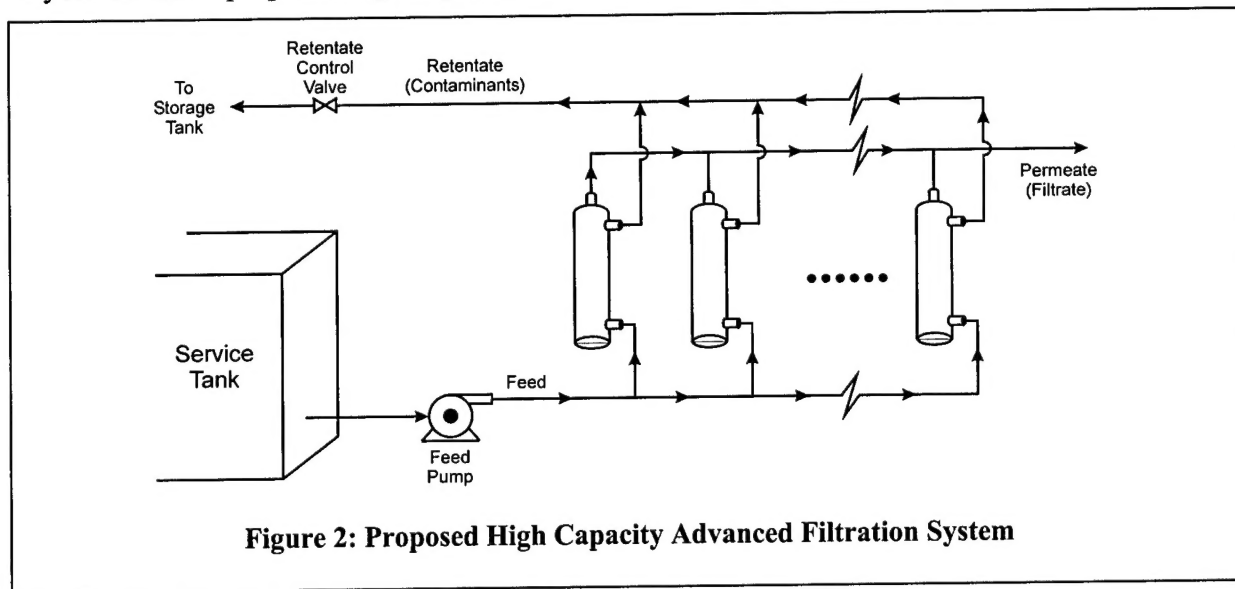 Retentate
Control
Valve
Retentate
(Contaminants)
To
Storage
Tank
Permeate
(Filtrate)
Service
Tank
Feed
Feed
Pump
Figure 2: Proposed High Capacity Advanced Filtration System